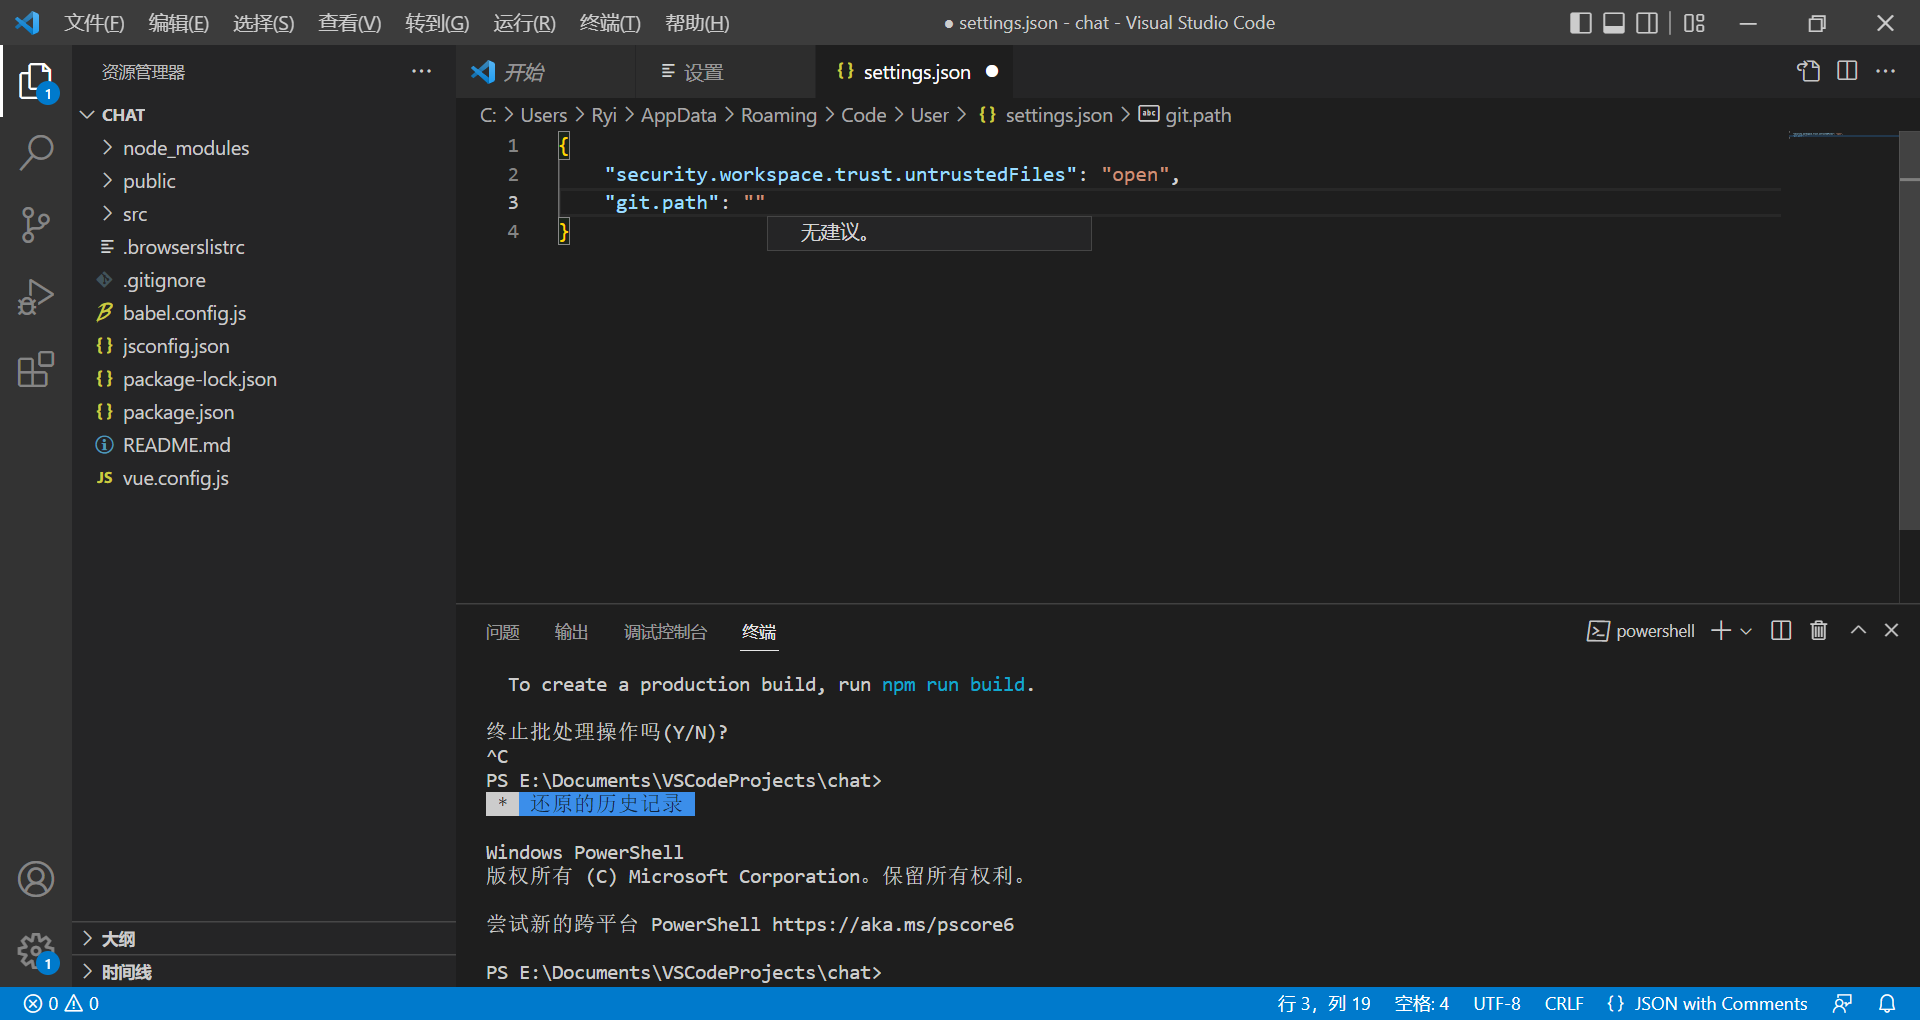 文件(F) 编辑(E) 选择(S) 查看(V) 转到(G) 运行(R) 终端(T) 帮助(H) ● settings.json - chat - Visual Studio Code
资源管理器
开始 设置 {} settings.json
C: > Users > Ryi > AppData > Roaming > Code > User > {} settings.json > abc git.path
1 {
2 "security.workspace.trust.untrustedFiles": "open",
3 "git.path": ""
4 }
无建议。
1
CHAT
node_modules
public
src
.browserslistrc
.gitignore
babel.config.js
{} jsconfig.json
{} package-lock.json
{} package.json
README.md
JS vue.config.js
大纲
时间线
1
问题 输出 调试控制台 终端 powershell
To create a production build, run npm run build.
终止批处理操作吗(Y/N)?
^C
PS E:\Documents\VSCodeProjects\chat>
* 还原的历史记录
Windows PowerShell
版权所有 (C) Microsoft Corporation。保留所有权利。
尝试新的跨平台 PowerShell https://aka.ms/pscore6
PS E:\Documents\VSCodeProjects\chat>
0 0 行 3，列 19 空格: 4 UTF-8 CRLF {} JSON with Comments